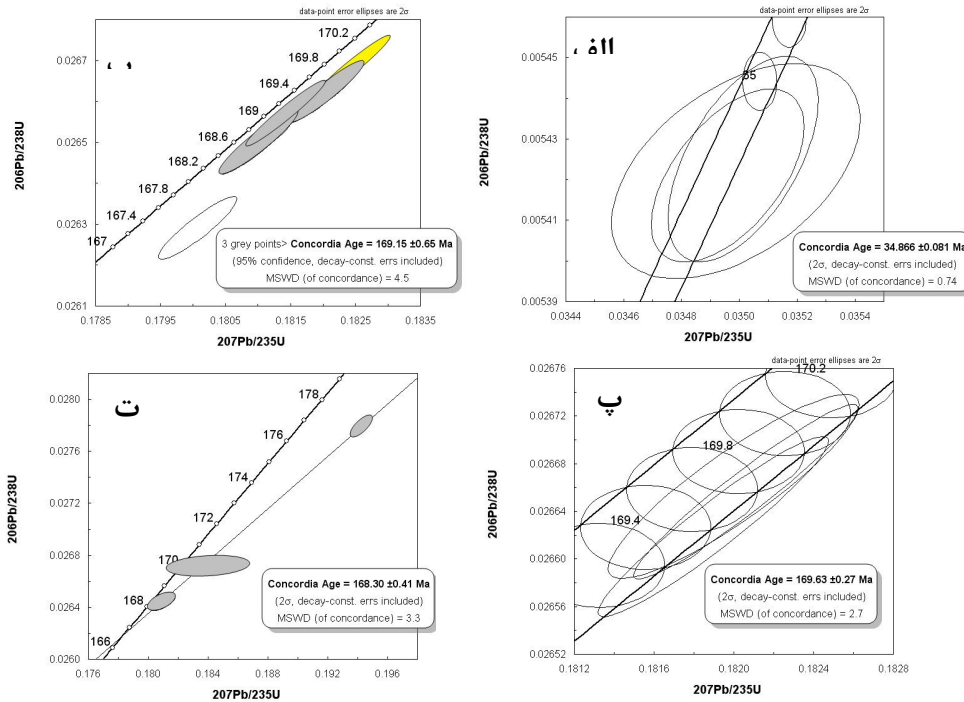 data-point error ellipses are 2σ
206Pb/238U
0.0267
0.0265
0.0263
0.0261
167
167.4
167.8
168.2
168.6
169
169.4
169.8
170.2
3 grey points> Concordia Age = 169.15 ±0.65 Ma
(95% confidence, decay-const. errs included)
MSWD (of concordance) = 4.5
0.1785
0.1795
0.1805
0.1815
0.1825
0.1835
207Pb/235U
data-point error ellipses are 2σ
الف
206Pb/238U
0.00545
0.00543
0.00541
0.00539
35
Concordia Age = 34.866 ±0.081 Ma
(2σ, decay-const. errs included)
MSWD (of concordance) = 0.74
0.0344
0.0346
0.0348
0.0350
0.0352
0.0354
207Pb/235U
ت
206Pb/238U
0.0280
0.0276
0.0272
0.0268
0.0264
0.0260
166
168
170
172
174
176
178
Concordia Age = 168.30 ±0.41 Ma
(2σ, decay-const. errs included)
MSWD (of concordance) = 3.3
0.176
0.180
0.184
0.188
0.192
0.196
207Pb/235U
data-point error ellipses are 2σ
پ
206Pb/238U
0.02676
0.02672
0.02668
0.02664
0.02660
0.02656
0.02652
170.2
169.8
169.4
Concordia Age = 169.63 ±0.27 Ma
(2σ, decay-const. errs included)
MSWD (of concordance) = 2.7
0.1812
0.1816
0.1820
0.1824
0.1828
207Pb/235U